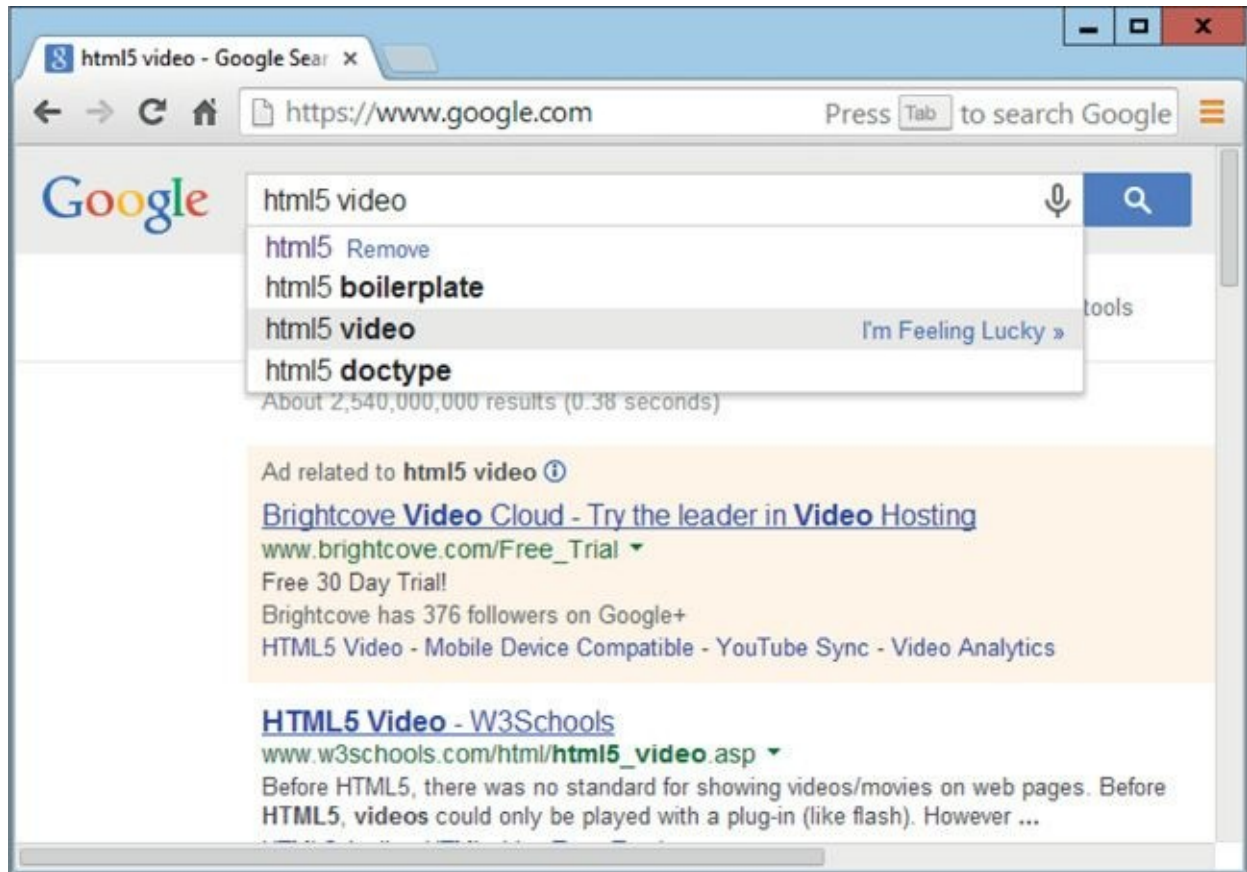 html5 video - Google Sear
https://www.google.com Press Tab to search Google
Google html5 video
html5 Remove
html5 boilerplate
html5 video I'm Feeling Lucky »
tools
html5 doctype
About 2,540,000,000 results (0.38 seconds)
Ad related to html5 video
Brightcove Video Cloud - Try the leader in Video Hosting
www.brightcove.com/Free_Trial
Free 30 Day Trial!
Brightcove has 376 followers on Google+
HTML5 Video - Mobile Device Compatible - YouTube Sync - Video Analytics
HTML5 Video - W3Schools
www.w3schools.com/html/html5_video.asp
Before HTML5, there was no standard for showing videos/movies on web pages. Before
HTML5, videos could only be played with a plug-in (like flash). However ...